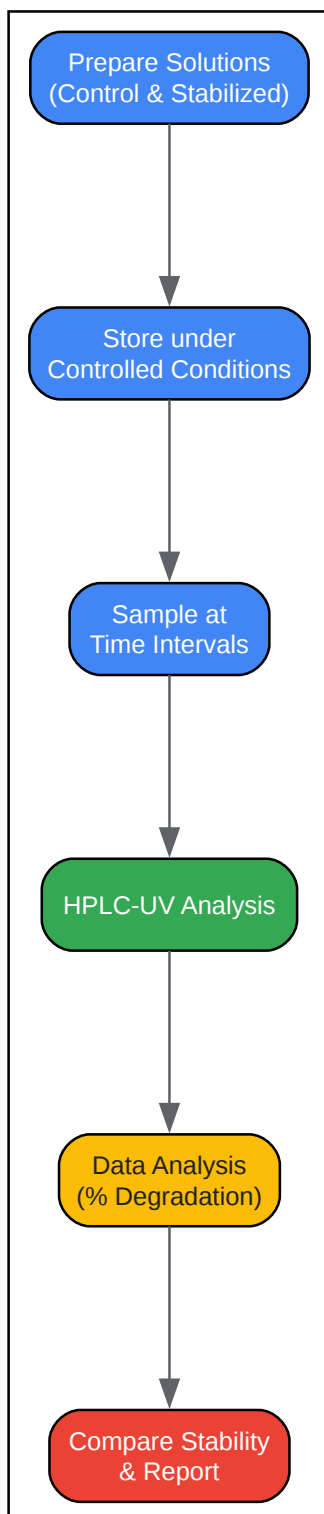 Prepare Solutions
(Control & Stabilized)
Store under
Controlled Conditions
Sample at
Time Intervals
HPLC-UV Analysis
Data Analysis
(% Degradation)
Compare Stability
& Report